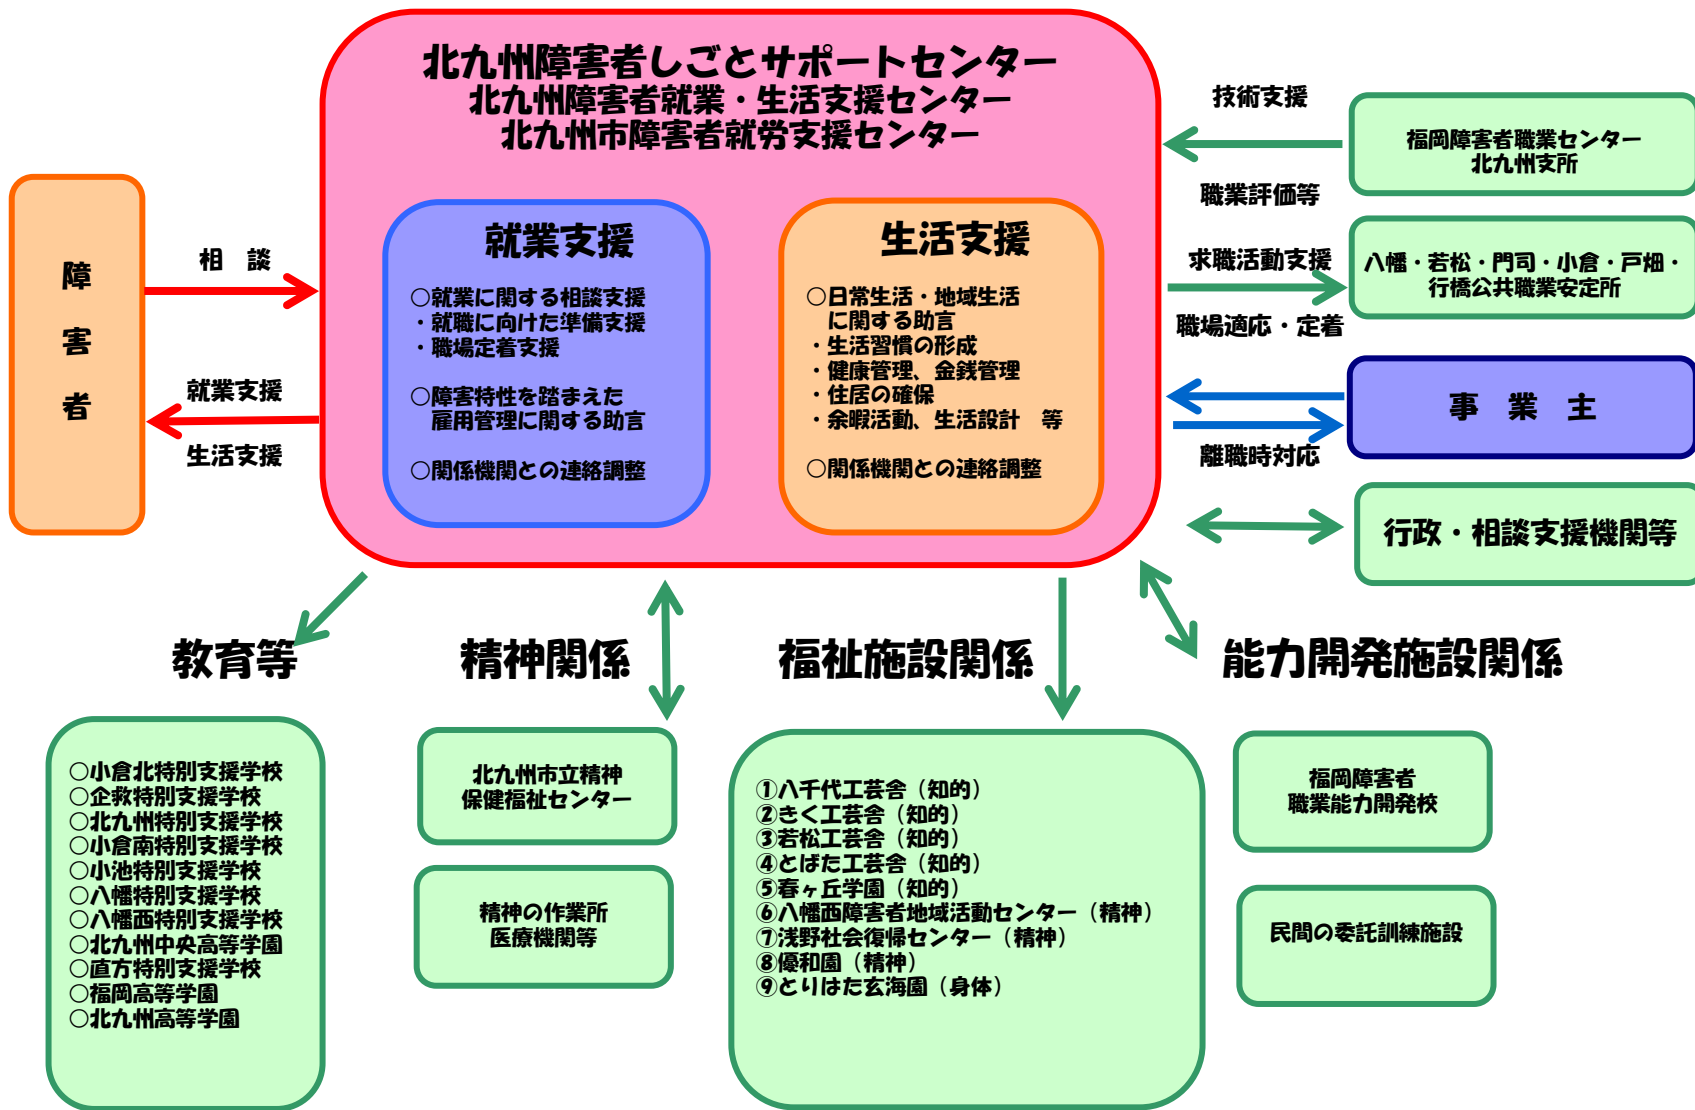 北九州障害者しごとサポートセンター
北九州障害者就業・生活支援センター
北九州市障害者就労支援センター
障
害
者
相　談
就業支援
生活支援
就業支援
○就業に関する相談支援
・就職に向けた準備支援
・職場定着支援
○障害特性を踏まえた
雇用管理に関する助言
○関係機関との連絡調整
生活支援
○日常生活・地域生活
に関する助言
・生活習慣の形成
・健康管理、金銭管理
・住居の確保
・余暇活動、生活設計　等
○関係機関との連絡調整
技術支援
職業評価等
求職活動支援
職場適応・定着
離職時対応
福岡障害者職業センター
北九州支所
八幡・若松・門司・小倉・戸畑・
行橋公共職業安定所
事　業　主
行政・相談支援機関等
教育等
○小倉北特別支援学校
○企救特別支援学校
○北九州特別支援学校
○小倉南特別支援学校
○小池特別支援学校
○八幡特別支援学校
○八幡西特別支援学校
○北九州中央高等学園
○直方特別支援学校
○福岡高等学園
○北九州高等学園
精神関係
北九州市立精神
保健福祉センター
精神の作業所
医療機関等
福祉施設関係
①八千代工芸舎（知的）
②きく工芸舎（知的）
③若松工芸舎（知的）
④とばた工芸舎（知的）
⑤春ヶ丘学園（知的）
⑥八幡西障害者地域活動センター（精神）
⑦浅野社会復帰センター（精神）
⑧優和園（精神）
⑨とりはた玄海園（身体）
能力開発施設関係
福岡障害者
職業能力開発校
民間の委託訓練施設